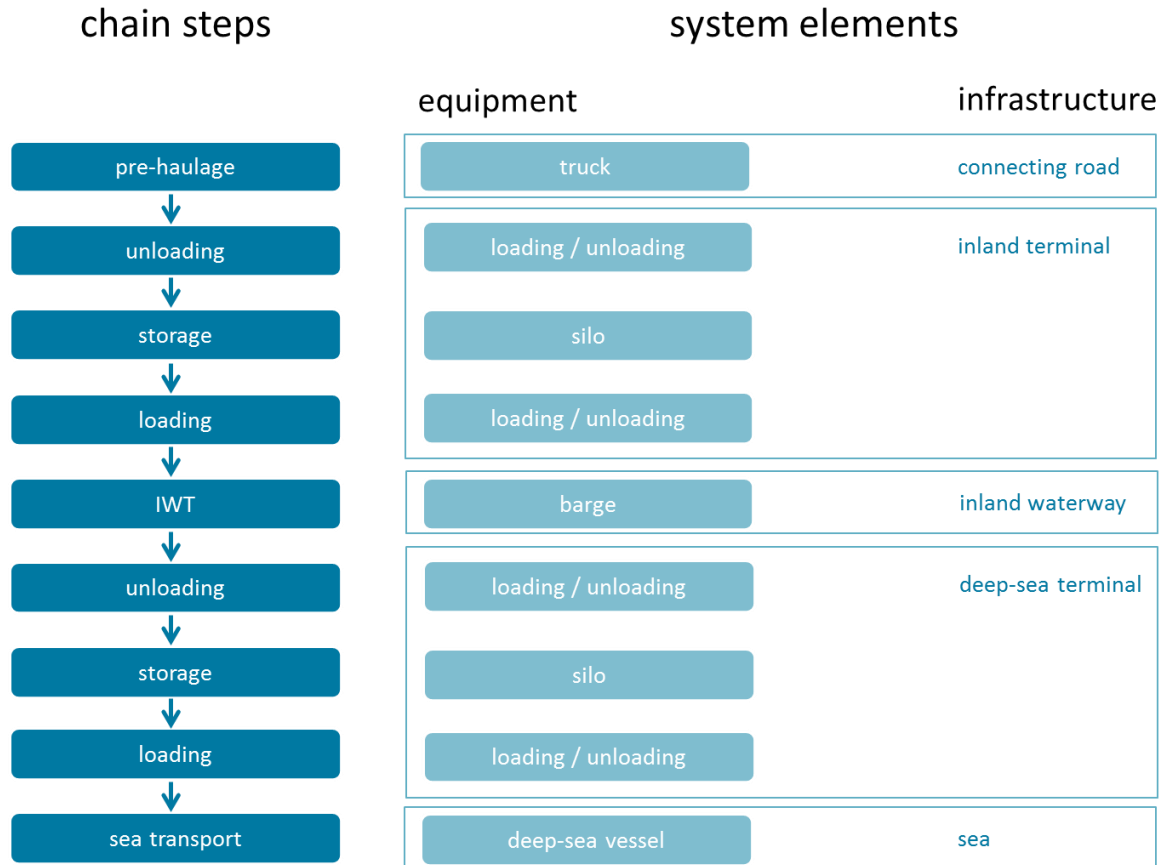 chain steps
system elements
equipment
infrastructure
pre-haulage
truck
connecting road
unloading
loading / unloading
inland terminal
storage
silo
loading
loading / unloading
IWT
barge
inland waterway
unloading
loading / unloading
deep-sea terminal
storage
silo
loading
loading / unloading
sea transport
deep-sea vessel
sea